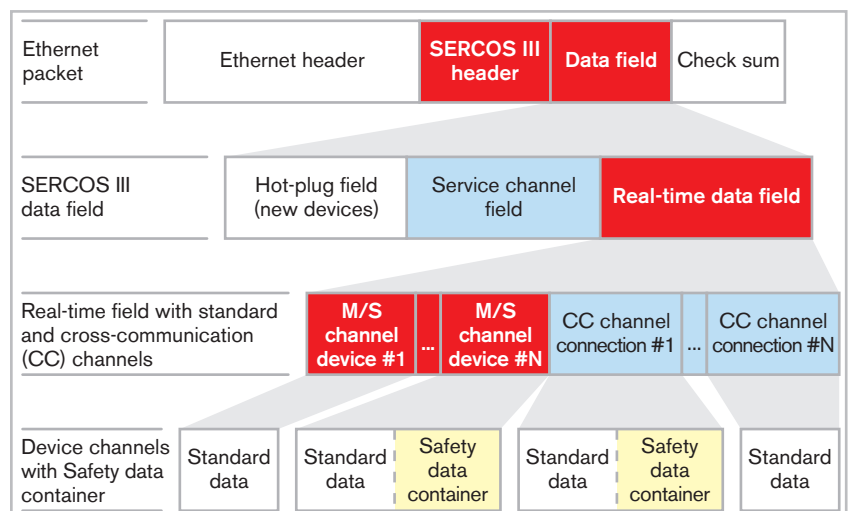 Ethernet
packet
Ethernet header
SERCOS III
header
Data field
Check sum
SERCOS III
data field
Hot-plug field
(new devices)
Service channel
field
Real-time data field
Real-time field with standard
and cross-communication
(CC) channels
M/S
channel
device #1
...
M/S
channel
device #N
CC channel
connection #1
...
CC channel
connection #N
Device channels
with Safety data
container
Standard
data
Standard
data
Safety
data
container
Standard
data
Safety
data
container
Standard
data